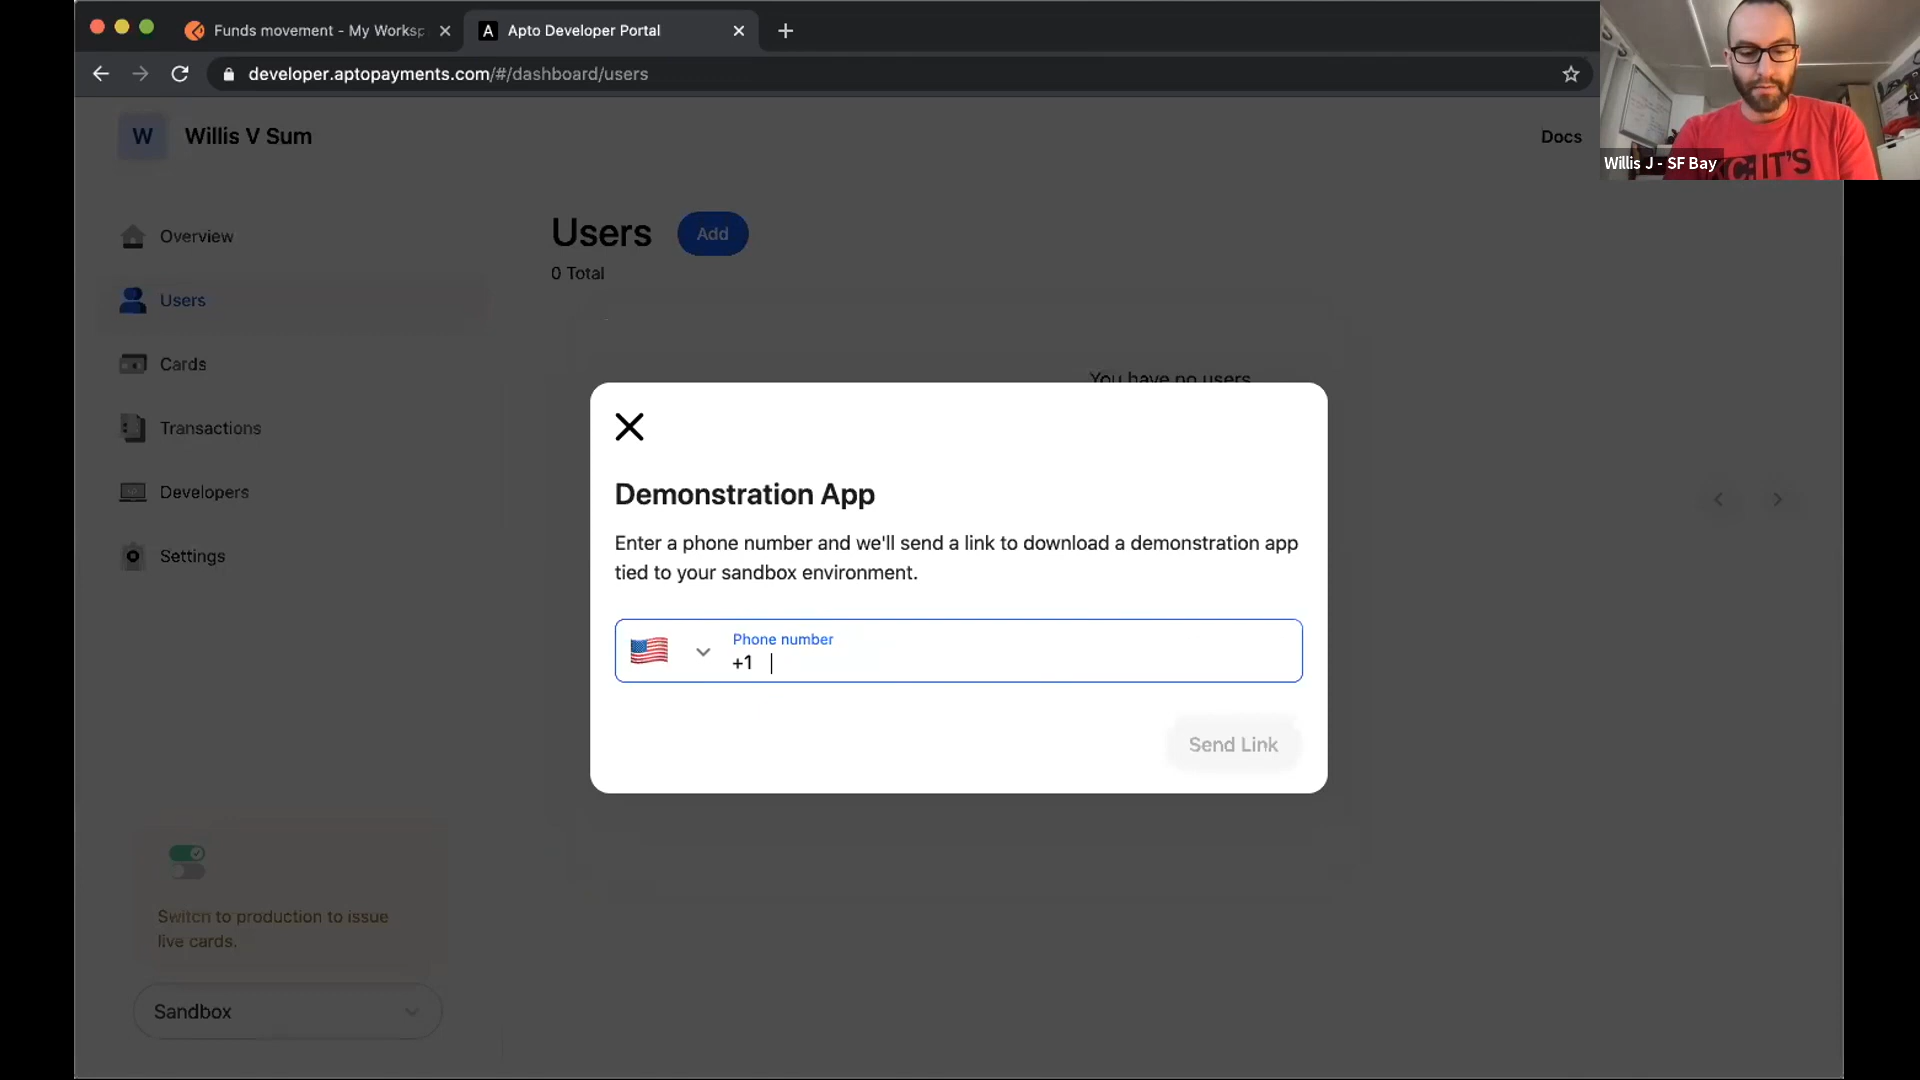 Funds movement - My Worksp
Apto Developer Portal
developer.aptopayments.com/#/dashboard/users
W
Willis V Sum
Docs
Willis J - SF Bay
IT'S
Overview
Users
Cards
Transactions
Developers
Settings
Users
Add
0 Total
You have no users
Demonstration App
Enter a phone number and we'll send a link to download a demonstration app
tied to your sandbox environment.
Phone number
+1
Send Link
Switch to production to issue
live cards.
Sandbox